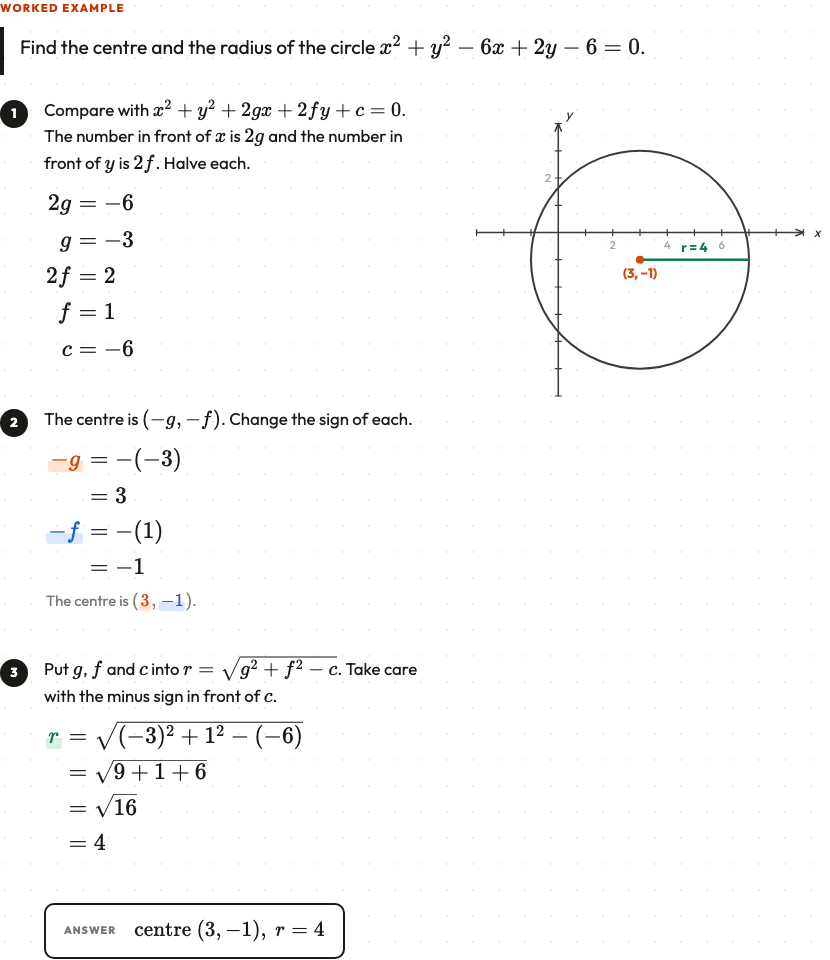 WORKED EXAMPLE
Find the centre and the radius of the circle x² + y² − 6x + 2y − 6 = 0.
1
Compare with x² + y² + 2gx + 2fy + c = 0.
The number in front of x is 2g and the number in
front of y is 2f. Halve each.
2g = −6
g = −3
2f = 2
f = 1
c = −6
y
2
x
2 4 6
r = 4
(3, −1)
2
The centre is (−g, −f). Change the sign of each.
−g = −(−3)
= 3
−f = −(1)
= −1
The centre is (3, −1).
3
Put g, f and c into r = √(g² + f² − c). Take care
with the minus sign in front of c.
r = √((−3)² + 1² − (−6))
= √(9 + 1 + 6)
= √16
= 4
ANSWER centre (3, −1), r = 4